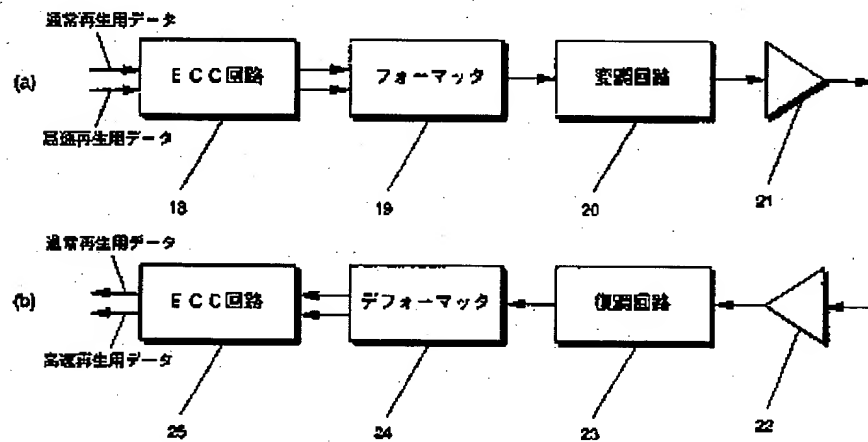 通常再生用データ
(a)
ECC回路
フォーマッタ
変調回路
高速再生用データ
18
19
20
21
通常再生用データ
(b)
ECC回路
デフォーマッタ
復調回路
高速再生用データ
25
24
23
22